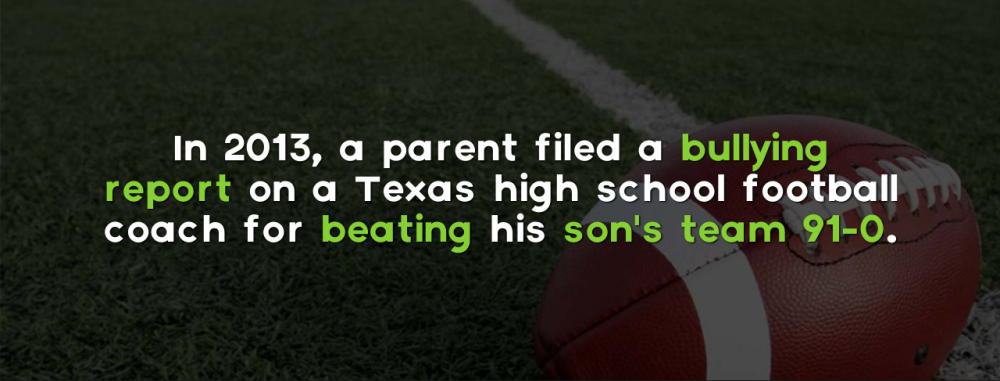 In 2013, a parent filed a bullying
report on a Texas high school football
coach for beating his son's team 91-0.